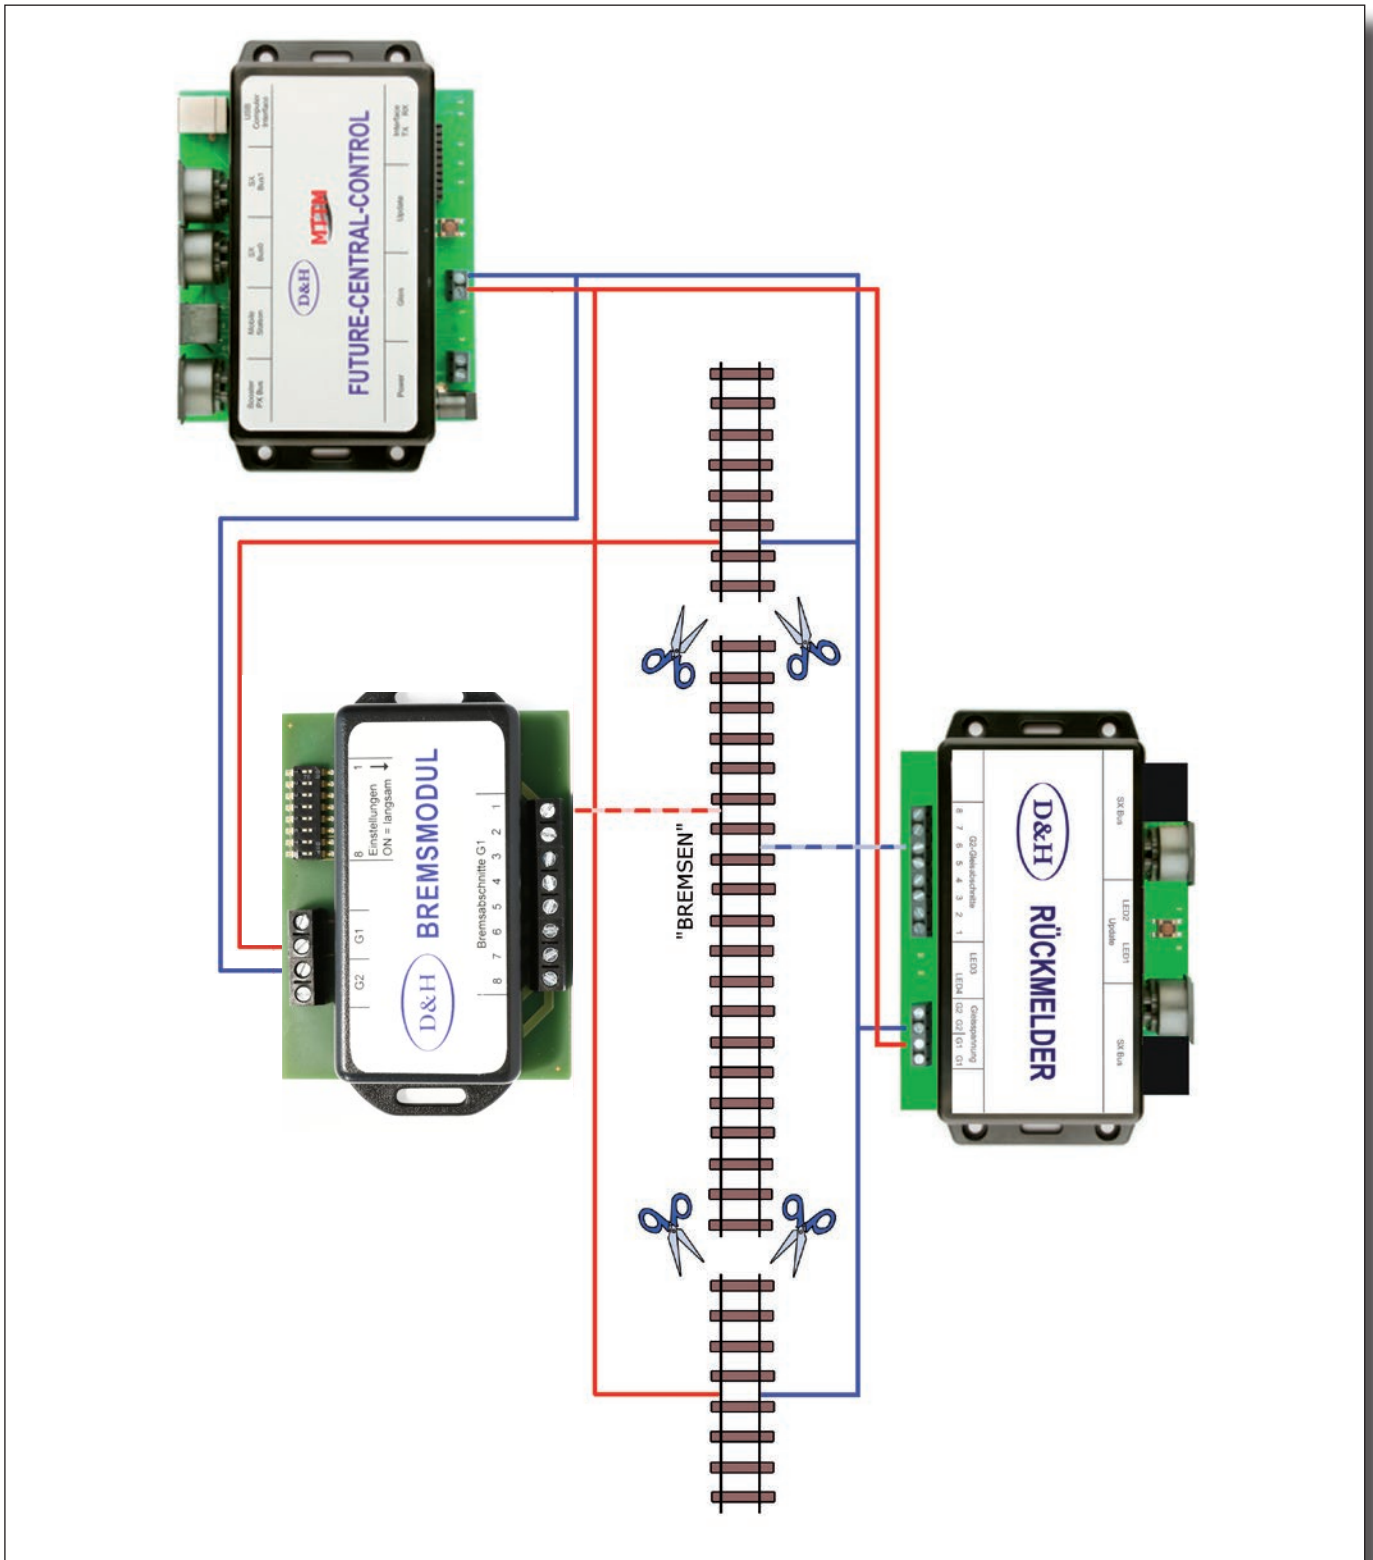 USB
Computer
Interface
SX
Bus1
SX
Bus0
Mobile
Station
Booster
PX Bus
D&H
MTTM
FUTURE-CENTRAL-CONTROL
Interface
TX RX
Update
Gleis
Power
8 1
Einstellungen
ON = langsam
G2 G1
D&H BREMSMODUL
Bremsabschnitte G1
8 7 6 5 4 3 2 1
"BREMSEN"
SX Bus
LED2 LED1
Update
SX Bus
D&H RÜCKMELDER
8 7 6 5 4 3 2 1
G2-Gleisabschnitte
LED3
LED4
Gleisspannung
G2 G2 G1 G1